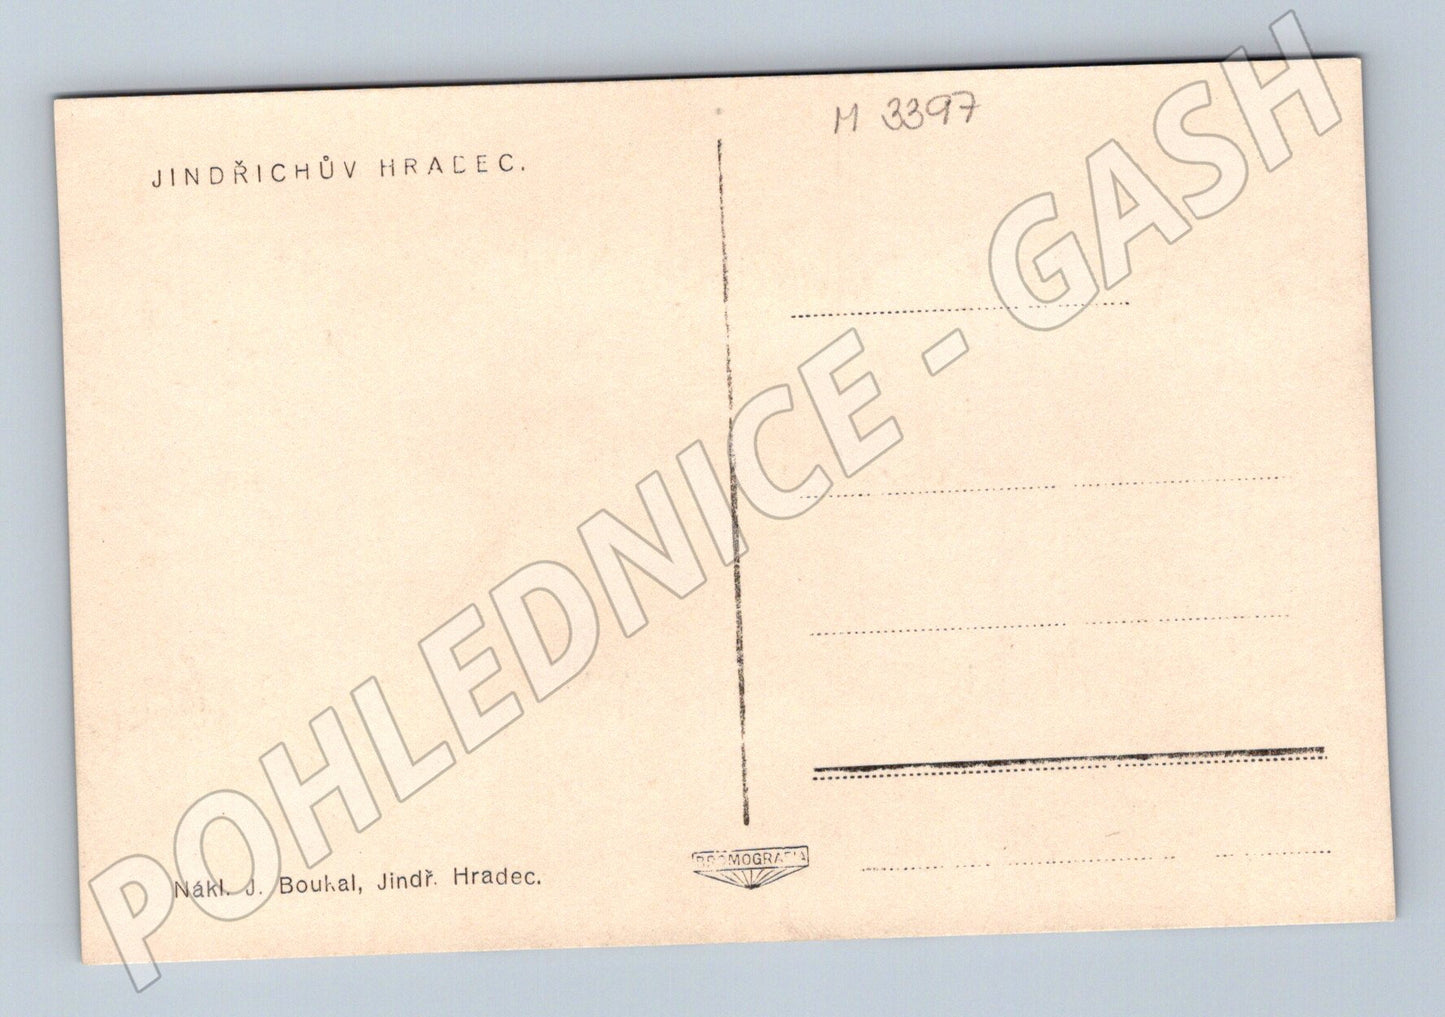 M 3397
JINDŘICHŮV HRADEC.
Nákl. J. Boukal, Jindř. Hradec.
BROMOGRAFIA
POHLEDNICE - GASH